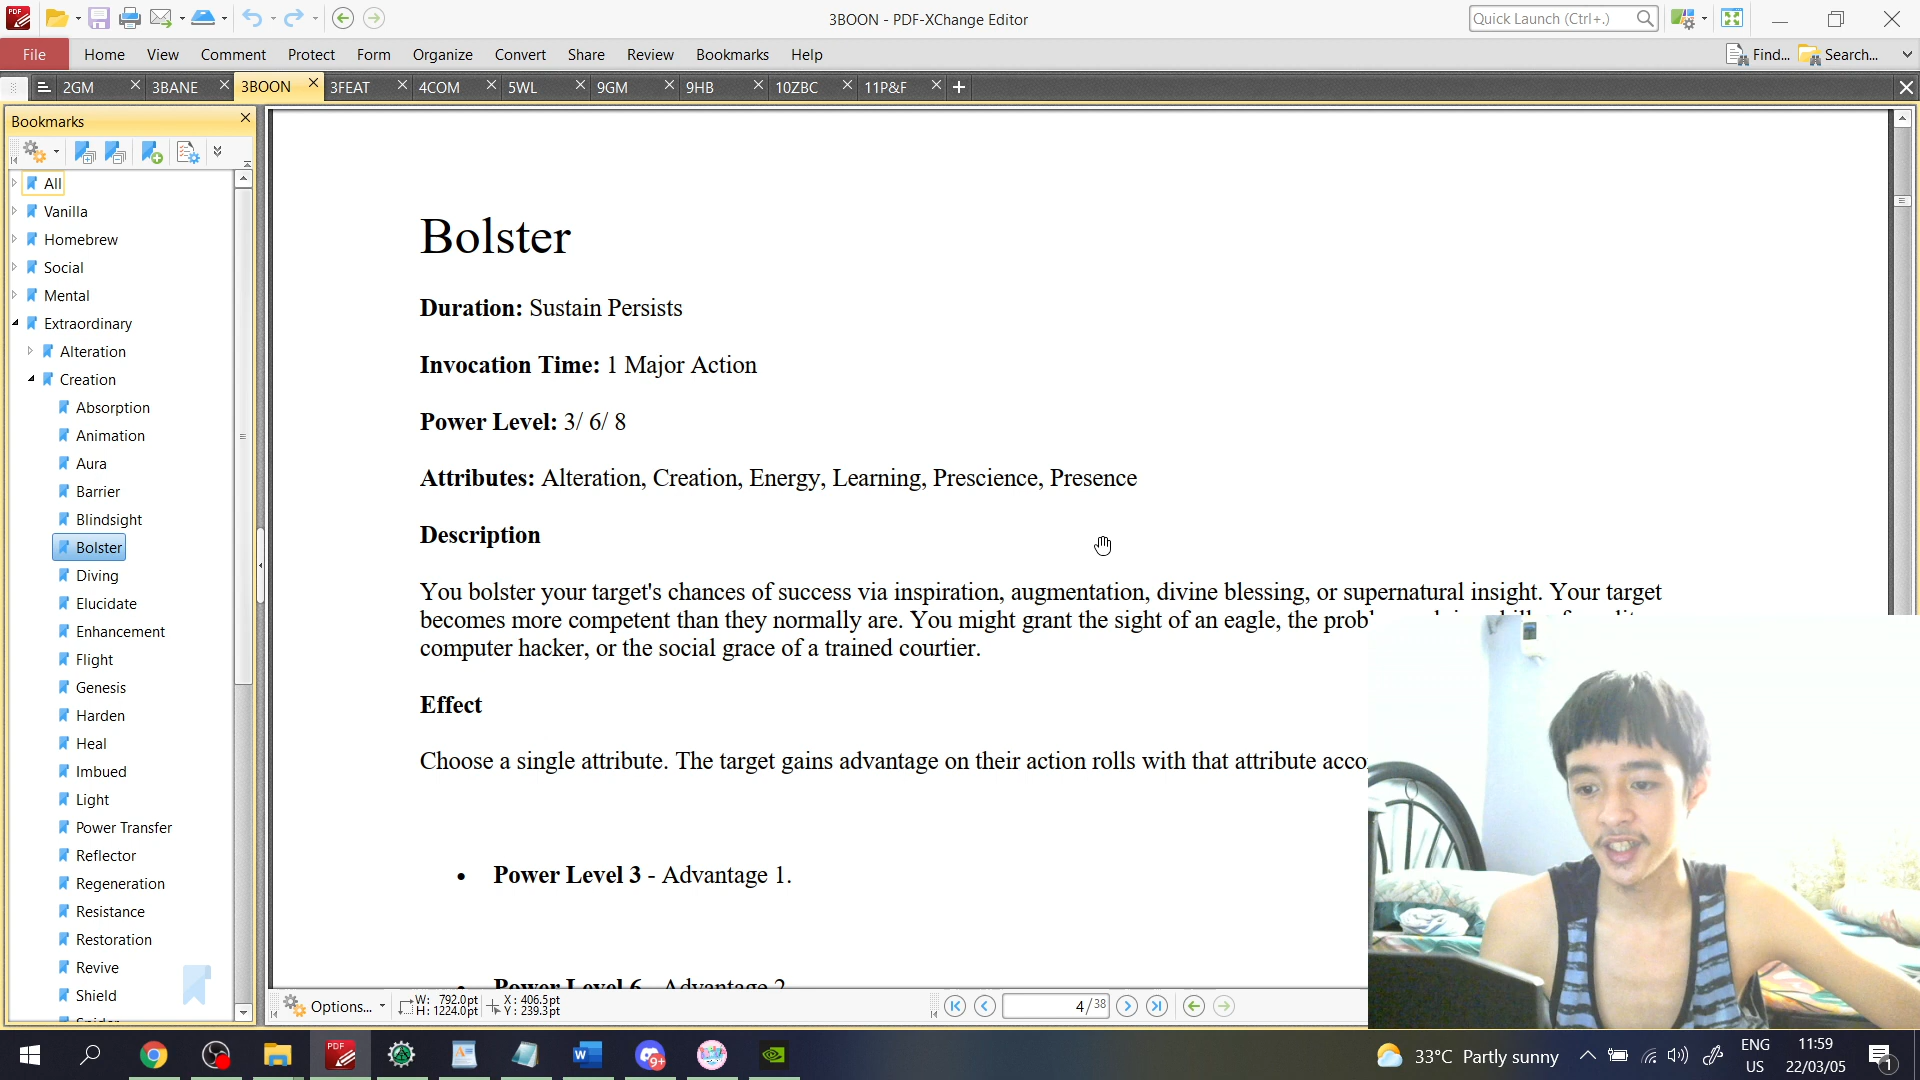 3BOON - PDF-XChange Editor
Quick Launch (Ctrl+.)
File Home View Comment Protect Form Organize Convert Share Review Bookmarks Help
Find... Search...
2GM 3BANE 3BOON 3FEAT 4COM 5WL 9GM 9HB 10ZBC 11P&F
Bookmarks
All
Vanilla
Homebrew
Social
Mental
Extraordinary
Alteration
Creation
Absorption
Animation
Aura
Barrier
Blindsight
Bolster
Diving
Elucidate
Enhancement
Flight
Genesis
Harden
Heal
Imbued
Light
Power Transfer
Reflector
Regeneration
Resistance
Restoration
Revive
Shield
Bolster
Duration: Sustain Persists
Invocation Time: 1 Major Action
Power Level: 3/ 6/ 8
Attributes: Alteration, Creation, Energy, Learning, Prescience, Presence
Description
You bolster your target's chances of success via inspiration, augmentation, divine blessing, or supernatural insight. Your target
becomes more competent than they normally are. You might grant the sight of an eagle, the
computer hacker, or the social grace of a trained courtier.
Effect
Choose a single attribute. The target gains advantage on their action rolls with that attribute
• Power Level 3 - Advantage 1.
• Power Level 6 - Advantage 2
Options...
W: 792.0pt
H: 1224.0pt
X: 406.5pt
Y: 239.3pt
4/38
PDF
9+
33°C Partly sunny
ENG
US
11:59
22/03/05
1